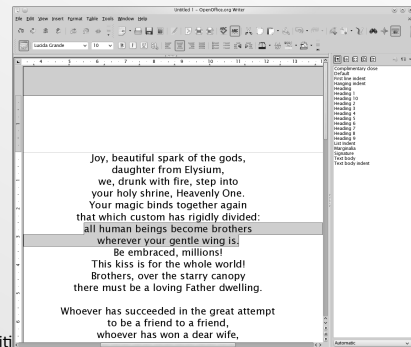 Untitled 1 – OpenOffice.org Writer
File Edit View Insert Format Table Tools Window Help
Lucida Grande 10
Complimentary close
Default
First line indent
Hanging indent
Heading
Heading 1
Heading 10
Heading 2
Heading 3
Heading 4
Heading 5
Heading 6
Heading 7
Heading 8
Heading 9
List Indent
Marginalia
Signature
Text body
Text body indent
Joy, beautiful spark of the gods,
daughter from Elysium,
we, drunk with fire, step into
your holy shrine, Heavenly One.
Your magic binds together again
that which custom has rigidly divided:
all human beings become brothers
wherever your gentle wing is.
Be embraced, millions!
This kiss is for the whole world!
Brothers, over the starry canopy
there must be a loving Father dwelling.
Whoever has succeeded in the great attempt
to be a friend to a friend,
whoever has won a dear wife,
Automatic
iti